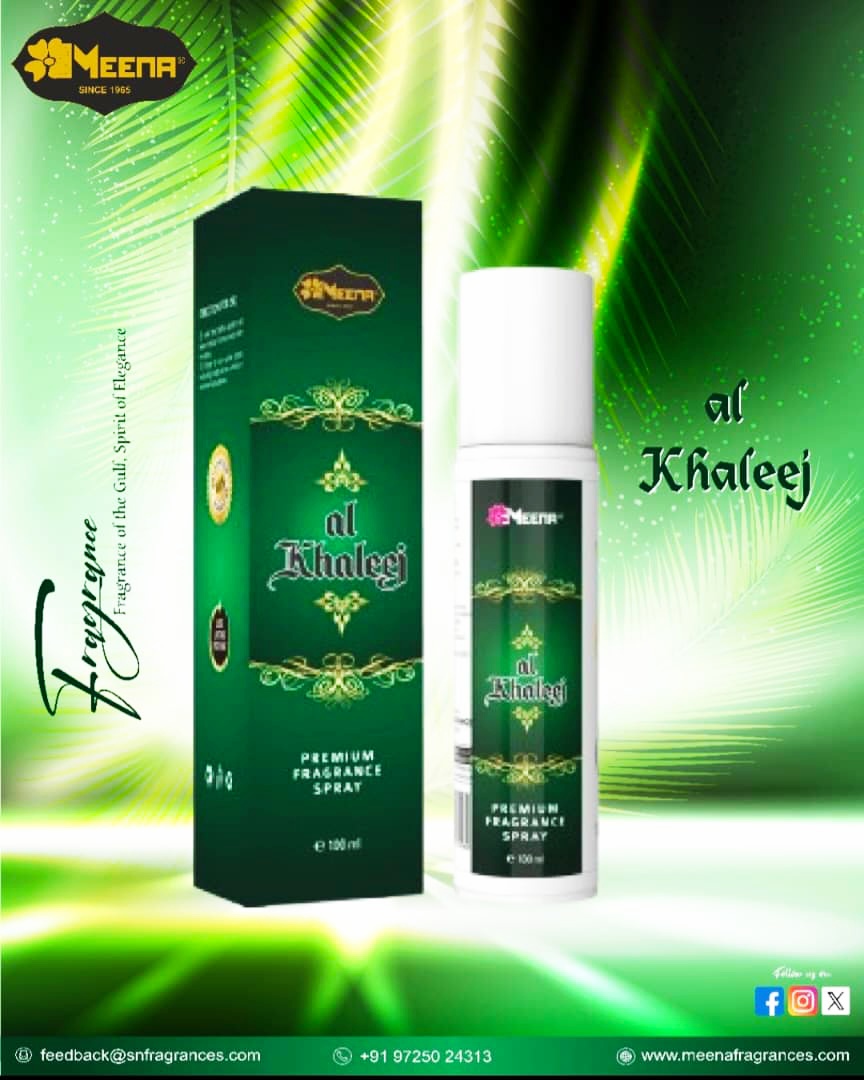 MEENA
SINCE 1965
Fragrance
Fragrance of the Gulf, Spirit of Elegance
MEENA
al
Khaleej
PREMIUM
FRAGRANCE
SPRAY
e 100 ml
MEENA
al
Khaleej
PREMIUM
FRAGRANCE
SPRAY
e 100 ml
al
Khaleej
Follow us on
feedback@snfragrances.com
+91 97250 24313
www.meenafragrances.com